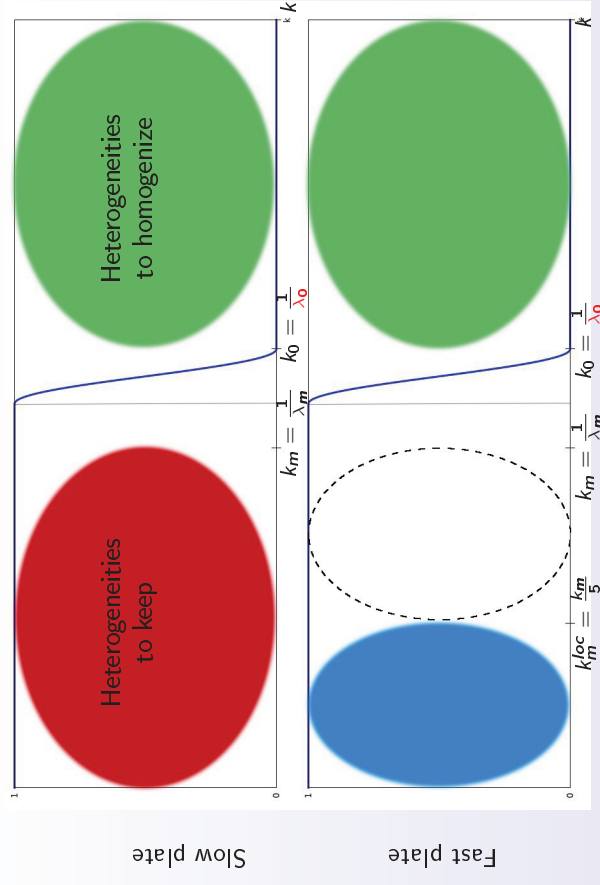 Slow plate
1
0
Heterogeneities
to keep
Heterogeneities
to homogenize
k_m = 1/λ_m
k_0 = 1/λ_0
k
k
Fast plate
1
0
k_m^loc = k_m/5
k_m = 1/λ_m
k_0 = 1/λ_0
k